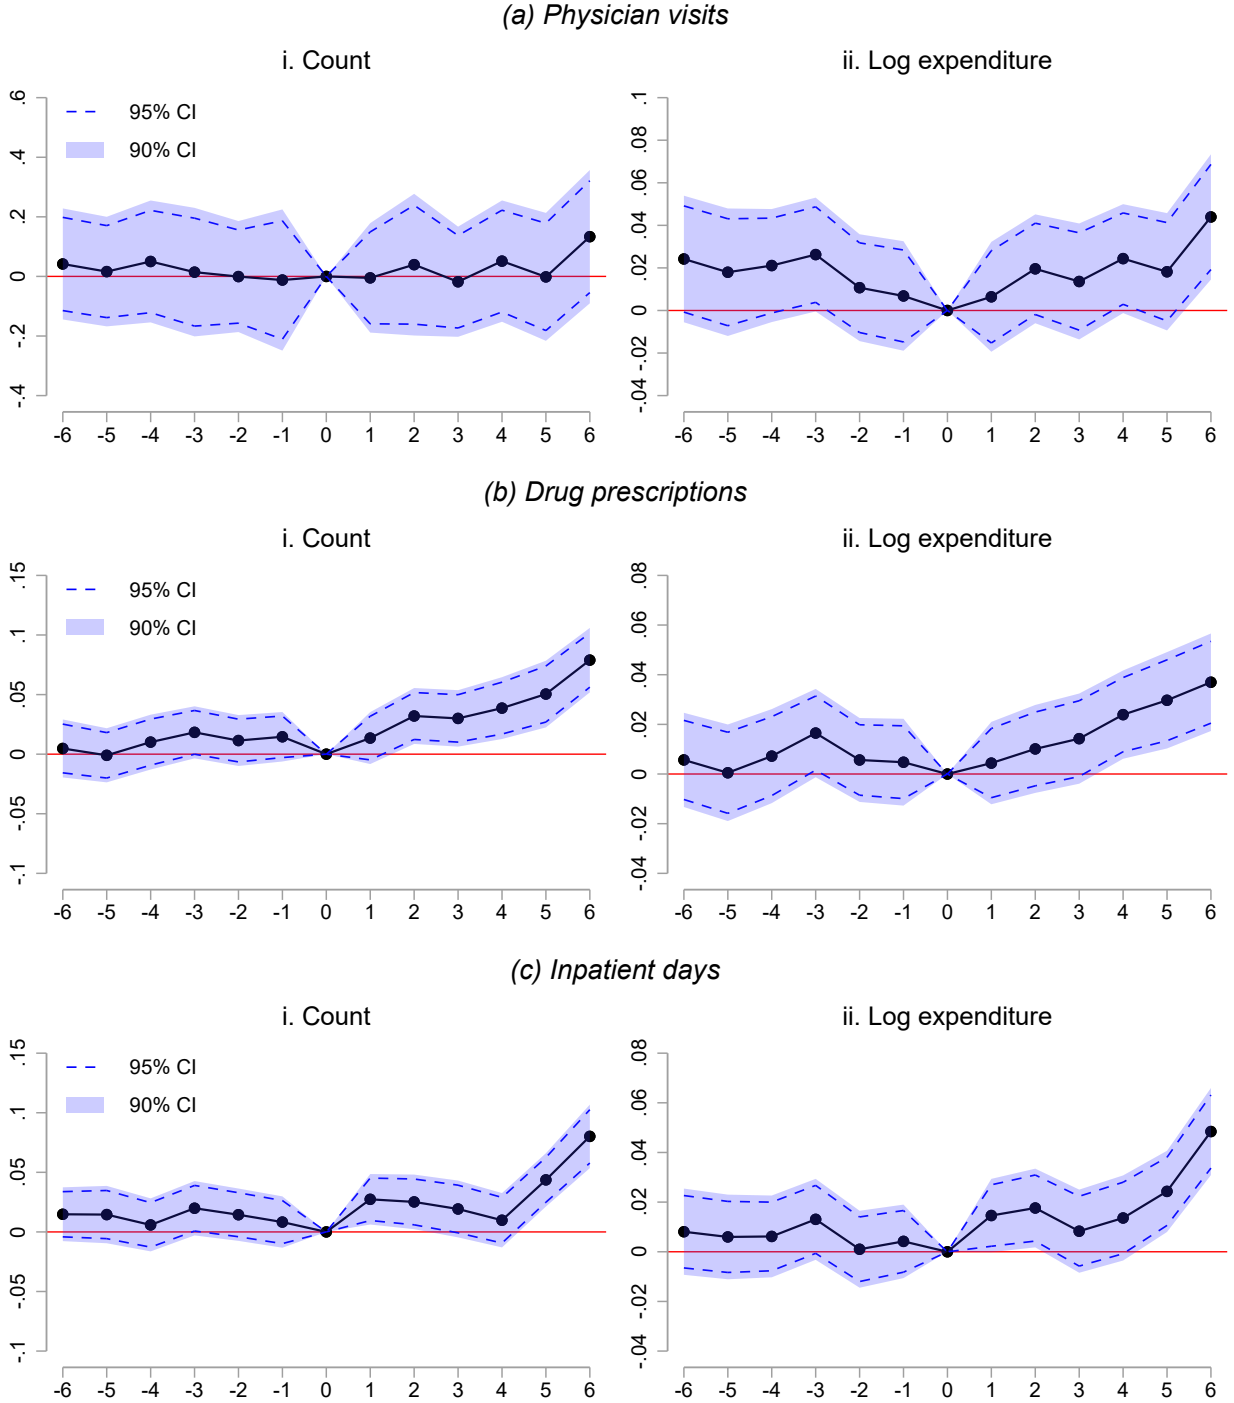 (a) Physician visits
i. Count
ii. Log expenditure
.6
.4
.2
0
-.2
-.4
95% CI
90% CI
-6 -5 -4 -3 -2 -1 0 1 2 3 4 5 6
.1
.08
.06
.04
.02
0
-.02
-.04
-6 -5 -4 -3 -2 -1 0 1 2 3 4 5 6
(b) Drug prescriptions
i. Count
ii. Log expenditure
.15
.1
.05
0
-.05
-.1
95% CI
90% CI
-6 -5 -4 -3 -2 -1 0 1 2 3 4 5 6
.08
.06
.04
.02
0
-.02
-.04
-6 -5 -4 -3 -2 -1 0 1 2 3 4 5 6
(c) Inpatient days
i. Count
ii. Log expenditure
.15
.1
.05
0
-.05
-.1
95% CI
90% CI
-6 -5 -4 -3 -2 -1 0 1 2 3 4 5 6
.08
.06
.04
.02
0
-.02
-.04
-6 -5 -4 -3 -2 -1 0 1 2 3 4 5 6